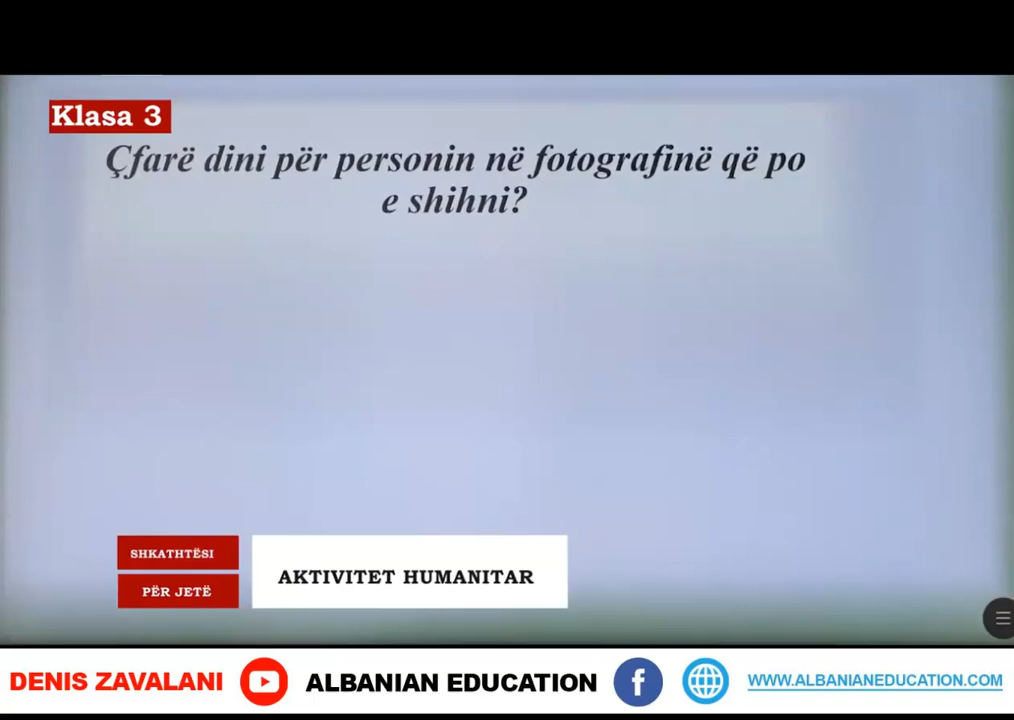 Klasa 3
Çfarë dini për personin në fotografinë që po
e shihni?
SHKATHTËSI
PËR JETË
AKTIVITET HUMANITAR
DENIS ZAVALANI
ALBANIAN EDUCATION
f
WWW.ALBANIANEDUCATION.COM